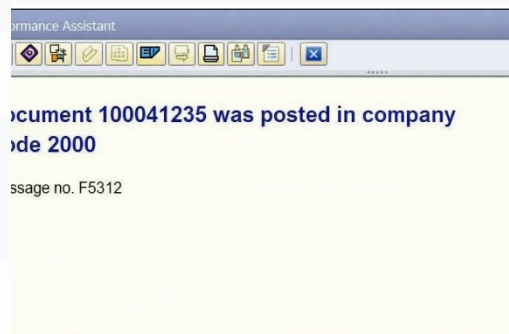 ormance Assistant
ocument 100041235 was posted in company
ode 2000
ssage no. F5312